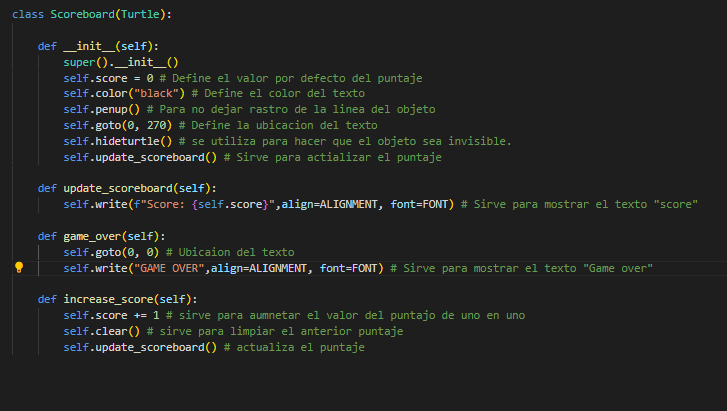 class Scoreboard(Turtle):
def __init__(self):
super().__init__()
self.score = 0 # Define el valor por defecto del puntaje
self.color("black") # Define el color del texto
self.penup() # Para no dejar rastro de la linea del objeto
self.goto(0, 270) # Define la ubicacion del texto
self.hideturtle() # se utiliza para hacer que el objeto sea invisible.
self.update_scoreboard() # Sirve para actializar el puntaje
def update_scoreboard(self):
self.write(f"Score: {self.score}",align=ALIGNMENT, font=FONT) # Sirve para mostrar el texto "score"
def game_over(self):
self.goto(0, 0) # Ubicaion del texto
self.write("GAME OVER",align=ALIGNMENT, font=FONT) # Sirve para mostrar el texto "Game over"
def increase_score(self):
self.score += 1 # sirve para aumnetar el valor del puntajo de uno en uno
self.clear() # sirve para limpiar el anterior puntaje
self.update_scoreboard() # actualiza el puntaje